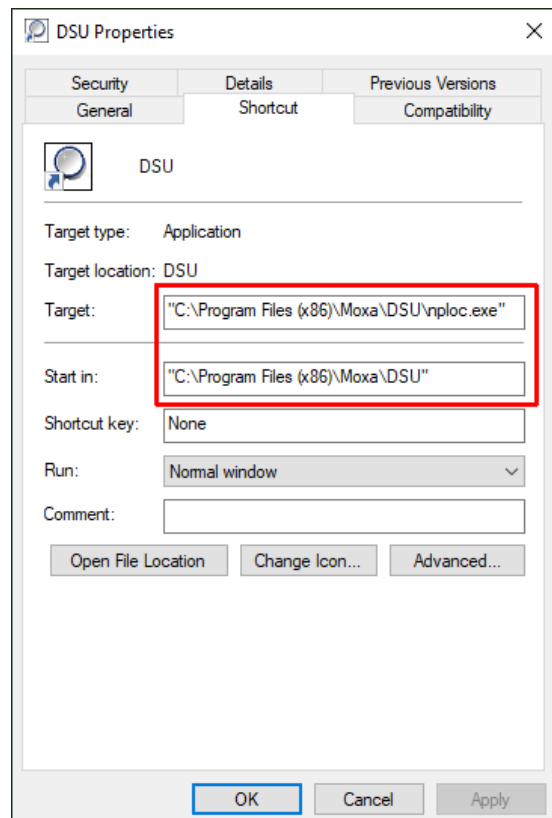 DSU Properties
Security Details Previous Versions
General Shortcut Compatibility
DSU
Target type: Application
Target location: DSU
Target: "C:\Program Files (x86)\Moxa\DSU\nploc.exe"
Start in: "C:\Program Files (x86)\Moxa\DSU"
Shortcut key: None
Run: Normal window
Comment:
Open File Location Change Icon... Advanced...
OK Cancel Apply